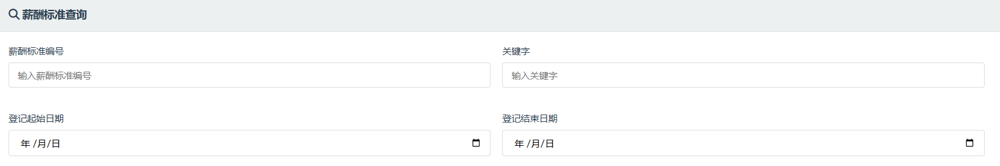 薪酬标准查询
薪酬标准编号
关键字
输入薪酬标准编号
输入关键字
登记起始日期
登记结束日期
年 /月/日
年 /月/日